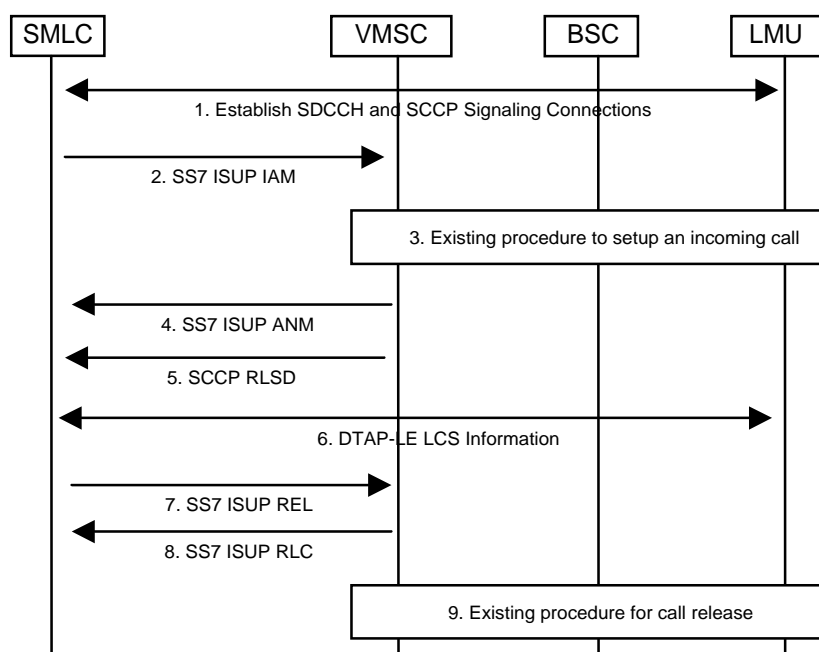 SMLC VMSC BSC LMU
1. Establish SDCCH and SCCP Signaling Connections
2. SS7 ISUP IAM
3. Existing procedure to setup an incoming call
4. SS7 ISUP ANM
5. SCCP RLSD
6. DTAP-LE LCS Information
7. SS7 ISUP REL
8. SS7 ISUP RLC
9. Existing procedure for call release